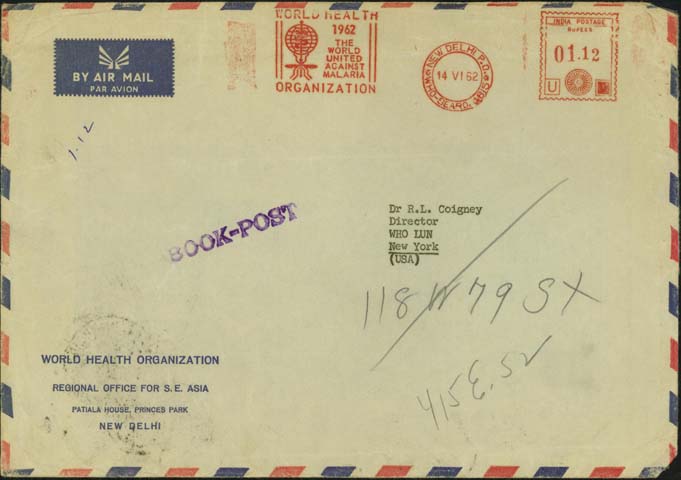 WORLD HEALTH
1962
THE
WORLD
UNITED
AGAINST
MALARIA
ORGANIZATION
NEW DELHI P.O.
14 VI 62
INDIA POSTAGE
RUPEES
01.12
U
BY AIR MAIL
PAR AVION
1.12
BOOK-POST
Dr R.L. Coigney
Director
WHO LUN
New York
(USA)
118 W 79 St
415 E. 52
WORLD HEALTH ORGANIZATION
REGIONAL OFFICE FOR S. E. ASIA
PATIALA HOUSE, PRINCES PARK
NEW DELHI